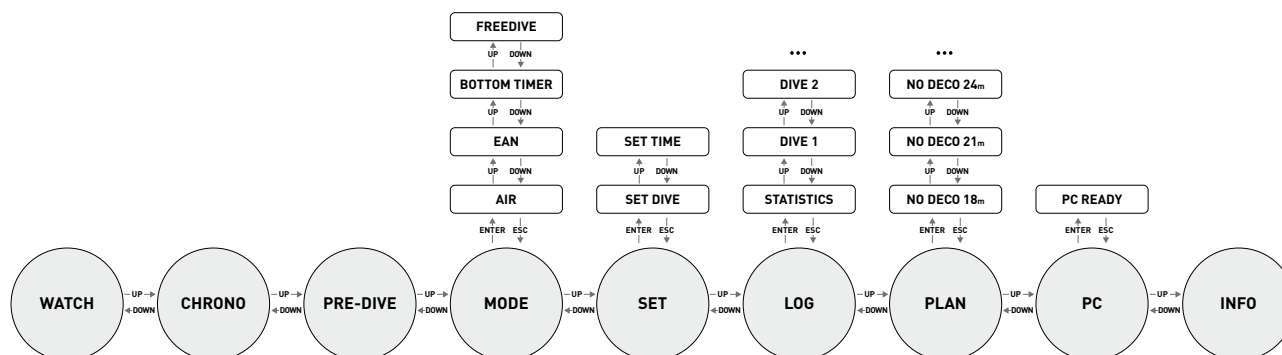 FREEDIVE
UP DOWN
... ...
BOTTOM TIMER DIVE 2 NO DECO 24m
UP DOWN UP DOWN UP DOWN
EAN SET TIME DIVE 1 NO DECO 21m
UP DOWN UP DOWN UP DOWN UP DOWN
AIR SET DIVE STATISTICS NO DECO 18m PC READY
ENTER ESC ENTER ESC ENTER ESC ENTER ESC ENTER ESC
WATCH UP DOWN CHRONO UP DOWN PRE-DIVE UP DOWN MODE UP DOWN SET UP DOWN LOG UP DOWN PLAN UP DOWN PC UP DOWN INFO